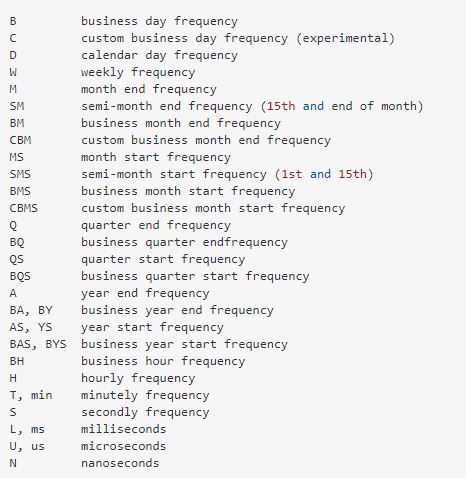 B        business day frequency
C        custom business day frequency (experimental)
D        calendar day frequency
W        weekly frequency
M        month end frequency
SM       semi-month end frequency (15th and end of month)
BM       business month end frequency
CBM      custom business month end frequency
MS       month start frequency
SMS      semi-month start frequency (1st and 15th)
BMS      business month start frequency
CBMS     custom business month start frequency
Q        quarter end frequency
BQ       business quarter endfrequency
QS       quarter start frequency
BQS      business quarter start frequency
A        year end frequency
BA, BY   business year end frequency
AS, YS   year start frequency
BAS, BYS business year start frequency
BH       business hour frequency
H        hourly frequency
T, min   minutely frequency
S        secondly frequency
L, ms    milliseconds
U, us    microseconds
N        nanoseconds